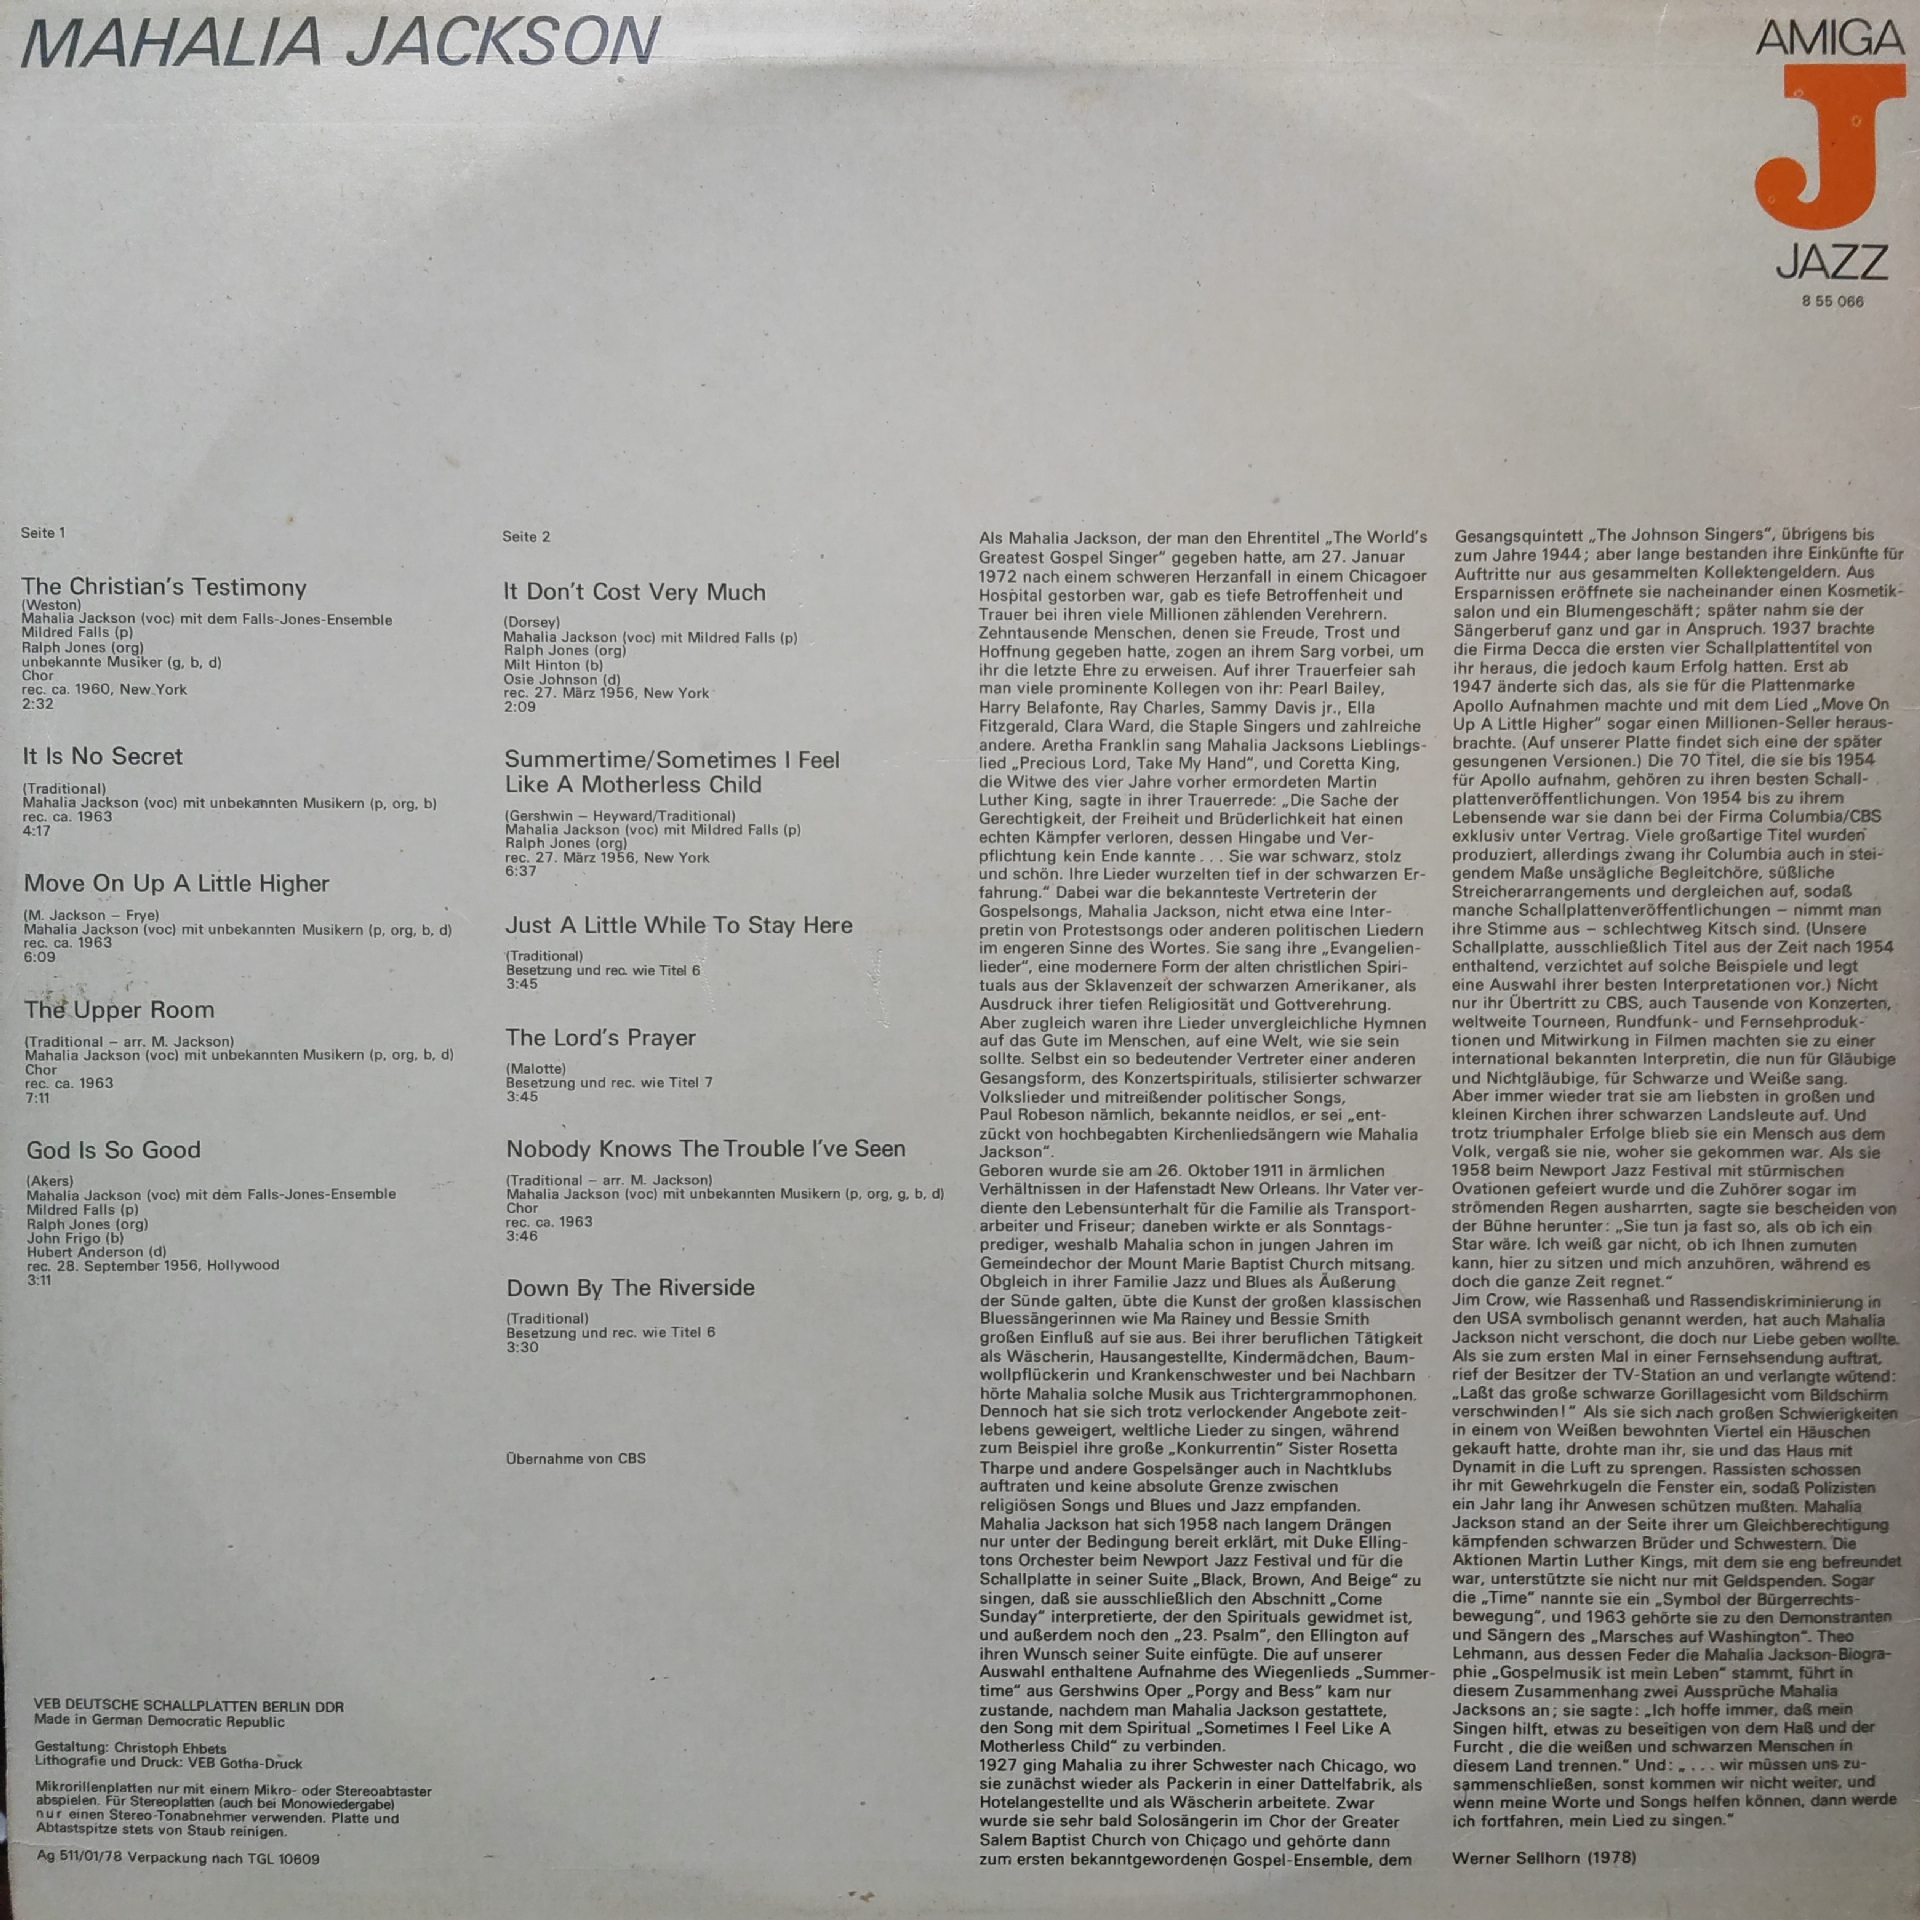 MAHALIA JACKSON
AMIGA
J
JAZZ
8 55 066
Seite 1
The Christian's Testimony
(Weston)
Mahalia Jackson (voc) mit dem Falls-Jones-Ensemble
Mildred Falls (p)
Ralph Jones (org)
unbekannte Musiker (g, b, d)
Chor
rec. ca. 1960, New York
2:32
It Is No Secret
(Traditional)
Mahalia Jackson (voc) mit unbekannten Musikern (p, org, b)
rec. ca. 1963
4:17
Move On Up A Little Higher
(M. Jackson – Frye)
Mahalia Jackson (voc) mit unbekannten Musikern (p, org, b, d)
rec. ca. 1963
6:09
The Upper Room
(Traditional – arr. M. Jackson)
Mahalia Jackson (voc) mit unbekannten Musikern (p, org, b, d)
Chor
rec. ca. 1963
7:11
God Is So Good
(Akers)
Mahalia Jackson (voc) mit dem Falls-Jones-Ensemble
Mildred Falls (p)
Ralph Jones (org)
John Frigo (b)
Hubert Anderson (d)
rec. 28. September 1956, Hollywood
3:11
VEB DEUTSCHE SCHALLPLATTEN BERLIN DDR
Made in German Democratic Republic
Gestaltung: Christoph Ehbets
Lithografie und Druck: VEB Gotha-Druck
Mikrorillenplatten nur mit einem Mikro- oder Stereoabtaster
abspielen. Für Stereoplatten (auch bei Monowiedergabe)
nur einen Stereo-Tonabnehmer verwenden. Platte und
Abtastspitze stets von Staub reinigen.
Ag 511/01/78 Verpackung nach TGL 10609
Seite 2
It Don't Cost Very Much
(Dorsey)
Mahalia Jackson (voc) mit Mildred Falls (p)
Ralph Jones (org)
Milt Hinton (b)
Osie Johnson (d)
rec. 27. März 1956, New York
2:09
Summertime/Sometimes I Feel
Like A Motherless Child
(Gershwin – Heyward/Traditional)
Mahalia Jackson (voc) mit Mildred Falls (p)
Ralph Jones (org)
rec. 27. März 1956, New York
6:37
Just A Little While To Stay Here
(Traditional)
Besetzung und rec. wie Titel 6
3:45
The Lord's Prayer
(Malotte)
Besetzung und rec. wie Titel 7
3:45
Nobody Knows The Trouble I've Seen
(Traditional – arr. M. Jackson)
Mahalia Jackson (voc) mit unbekannten Musikern (p, org, g, b, d)
Chor
rec. ca. 1963
3:46
Down By The Riverside
(Traditional)
Besetzung und rec. wie Titel 6
3:30
Übernahme von CBS
Als Mahalia Jackson, der man den Ehrentitel „The World's
Greatest Gospel Singer“ gegeben hatte, am 27. Januar
1972 nach einem schweren Herzanfall in einem Chicagoer
Hospital gestorben war, gab es tiefe Betroffenheit und
Trauer bei ihren viele Millionen zählenden Verehrern.
Zehntausende Menschen, denen sie Freude, Trost und
Hoffnung gegeben hatte, zogen an ihrem Sarg vorbei, um
ihr die letzte Ehre zu erweisen. Auf ihrer Trauerfeier sah
man viele prominente Kollegen von ihr: Pearl Bailey,
Harry Belafonte, Ray Charles, Sammy Davis jr., Ella
Fitzgerald, Clara Ward, die Staple Singers und zahlreiche
andere. Aretha Franklin sang Mahalia Jacksons Lieblings-
lied „Precious Lord, Take My Hand“, und Coretta King,
die Witwe des vier Jahre vorher ermordeten Martin
Luther King, sagte in ihrer Trauerrede: „Die Sache der
Gerechtigkeit, der Freiheit und Brüderlichkeit hat einen
echten Kämpfer verloren, dessen Hingabe und Ver-
pflichtung kein Ende kannte . . . Sie war schwarz, stolz
und schön. Ihre Lieder wurzelten tief in der schwarzen Er-
fahrung.“ Dabei war die bekannteste Vertreterin der
Gospelsongs, Mahalia Jackson, nicht etwa eine Inter-
pretin von Protestsongs oder anderen politischen Liedern
im engeren Sinne des Wortes. Sie sang ihre „Evangelien-
lieder“, eine modernere Form der alten christlichen Spiri-
tuals aus der Sklavenzeit der schwarzen Amerikaner, als
Ausdruck ihrer tiefen Religiosität und Gottverehrung.
Aber zugleich waren ihre Lieder unvergleichliche Hymnen
auf das Gute im Menschen, auf eine Welt, wie sie sein
sollte. Selbst ein so bedeutender Vertreter einer anderen
Gesangsform, des Konzertspirituals, stilisierter schwarzer
Volkslieder und mitreißender politischer Songs,
Paul Robeson nämlich, bekannte neidlos, er sei „ent-
zückt von hochbegabten Kirchenliedsängern wie Mahalia
Jackson“.
Geboren wurde sie am 26. Oktober 1911 in ärmlichen
Verhältnissen in der Hafenstadt New Orleans. Ihr Vater ver-
diente den Lebensunterhalt für die Familie als Transport-
arbeiter und Friseur; daneben wirkte er als Sonntags-
prediger, weshalb Mahalia schon in jungen Jahren im
Gemeindechor der Mount Marie Baptist Church mitsang.
Obgleich in ihrer Familie Jazz und Blues als Äußerung
der Sünde galten, übte die Kunst der großen klassischen
Bluessängerinnen wie Ma Rainey und Bessie Smith
großen Einfluß auf sie aus. Bei ihrer beruflichen Tätigkeit
als Wäscherin, Hausangestellte, Kindermädchen, Baum-
wollpflückerin und Krankenschwester und bei Nachbarn
hörte Mahalia solche Musik aus Trichtergrammophonen.
Dennoch hat sie sich trotz verlockender Angebote zeit-
lebens geweigert, weltliche Lieder zu singen, während
zum Beispiel ihre große „Konkurrentin“ Sister Rosetta
Tharpe und andere Gospelsänger auch in Nachtklubs
auftraten und keine absolute Grenze zwischen
religiösen Songs und Blues und Jazz empfanden.
Mahalia Jackson hat sich 1958 nach langem Drängen
nur unter der Bedingung bereit erklärt, mit Duke Elling-
tons Orchester beim Newport Jazz Festival und für die
Schallplatte in seiner Suite „Black, Brown, And Beige“ zu
singen, daß sie ausschließlich den Abschnitt „Come
Sunday“ interpretierte, der den Spirituals gewidmet ist,
und außerdem noch den „23. Psalm“, den Ellington auf
ihren Wunsch seiner Suite einfügte. Die auf unserer
Auswahl enthaltene Aufnahme des Wiegenlieds „Summer-
time“ aus Gershwins Oper „Porgy and Bess“ kam nur
zustande, nachdem man Mahalia Jackson gestattete,
den Song mit dem Spiritual „Sometimes I Feel Like A
Motherless Child“ zu verbinden.
1927 ging Mahalia zu ihrer Schwester nach Chicago, wo
sie zunächst wieder als Packerin in einer Dattelfabrik, als
Hotelangestellte und als Wäscherin arbeitete. Zwar
wurde sie sehr bald Solosängerin im Chor der Greater
Salem Baptist Church von Chicago und gehörte dann
zum ersten bekanntgewordenen Gospel-Ensemble, dem
Gesangsquintett „The Johnson Singers“, übrigens bis
zum Jahre 1944; aber lange bestanden ihre Einkünfte für
Auftritte nur aus gesammelten Kollektengeldern. Aus
Ersparnissen eröffnete sie nacheinander einen Kosmetik-
salon und ein Blumengeschäft; später nahm sie der
Sängerberuf ganz und gar in Anspruch. 1937 brachte
die Firma Decca die ersten vier Schallplattentitel von
ihr heraus, die jedoch kaum Erfolg hatten. Erst ab
1947 änderte sich das, als sie für die Plattenmarke
Apollo Aufnahmen machte und mit dem Lied „Move On
Up A Little Higher“ sogar einen Millionen-Seller heraus-
brachte. (Auf unserer Platte findet sich eine der später
gesungenen Versionen.) Die 70 Titel, die sie bis 1954
für Apollo aufnahm, gehören zu ihren besten Schall-
plattenveröffentlichungen. Von 1954 bis zu ihrem
Lebensende war sie dann bei der Firma Columbia/CBS
exklusiv unter Vertrag. Viele großartige Titel wurden
produziert, allerdings zwang ihr Columbia auch in stei-
gendem Maße unsägliche Begleitchöre, süßliche
Streicherarrangements und dergleichen auf, sodaß
manche Schallplattenveröffentlichungen – nimmt man
ihre Stimme aus – schlechtweg Kitsch sind. (Unsere
Schallplatte, ausschließlich Titel aus der Zeit nach 1954
enthaltend, verzichtet auf solche Beispiele und legt
eine Auswahl ihrer besten Interpretationen vor.) Nicht
nur ihr Übertritt zu CBS, auch Tausende von Konzerten,
weltweite Tourneen, Rundfunk- und Fernsehproduk-
tionen und Mitwirkung in Filmen machten sie zu einer
international bekannten Interpretin, die nun für Gläubige
und Nichtgläubige, für Schwarze und Weiße sang.
Aber immer wieder trat sie am liebsten in großen und
kleinen Kirchen ihrer schwarzen Landsleute auf. Und
trotz triumphaler Erfolge blieb sie ein Mensch aus dem
Volk, vergaß sie nie, woher sie gekommen war. Als sie
1958 beim Newport Jazz Festival mit stürmischen
Ovationen gefeiert wurde und die Zuhörer sogar im
strömenden Regen ausharrten, sagte sie bescheiden von
der Bühne herunter: „Sie tun ja fast so, als ob ich ein
Star wäre. Ich weiß gar nicht, ob ich Ihnen zumuten
kann, hier zu sitzen und mich anzuhören, während es
doch die ganze Zeit regnet.“
Jim Crow, wie Rassenhaß und Rassendiskriminierung in
den USA symbolisch genannt werden, hat auch Mahalia
Jackson nicht verschont, die doch nur Liebe geben wollte.
Als sie zum ersten Mal in einer Fernsehsendung auftrat,
rief der Besitzer der TV-Station an und verlangte wütend:
„Laßt das große schwarze Gorillagesicht vom Bildschirm
verschwinden!“ Als sie sich nach großen Schwierigkeiten
in einem von Weißen bewohnten Viertel ein Häuschen
gekauft hatte, drohte man ihr, sie und das Haus mit
Dynamit in die Luft zu sprengen. Rassisten schossen
ihr mit Gewehrkugeln die Fenster ein, sodaß Polizisten
ein Jahr lang ihr Anwesen schützen mußten. Mahalia
Jackson stand an der Seite ihrer um Gleichberechtigung
kämpfenden schwarzen Brüder und Schwestern. Die
Aktionen Martin Luther Kings, mit dem sie eng befreundet
war, unterstützte sie nicht nur mit Geldspenden. Sogar
die „Time“ nannte sie ein „Symbol der Bürgerrechts-
bewegung“, und 1963 gehörte sie zu den Demonstranten
und Sängern des „Marsches auf Washington“. Theo
Lehmann, aus dessen Feder die Mahalia Jackson-Biogra-
phie „Gospelmusik ist mein Leben“ stammt, führt in
diesem Zusammenhang zwei Aussprüche Mahalia
Jacksons an; sie sagte: „Ich hoffe immer, daß mein
Singen hilft, etwas zu beseitigen von dem Haß und der
Furcht , die die weißen und schwarzen Menschen in
diesem Land trennen.“ Und: „ . . . wir müssen uns zu-
sammenschließen, sonst kommen wir nicht weiter, und
wenn meine Worte und Songs helfen können, dann werde
ich fortfahren, mein Lied zu singen.“
Werner Sellhorn (1978)